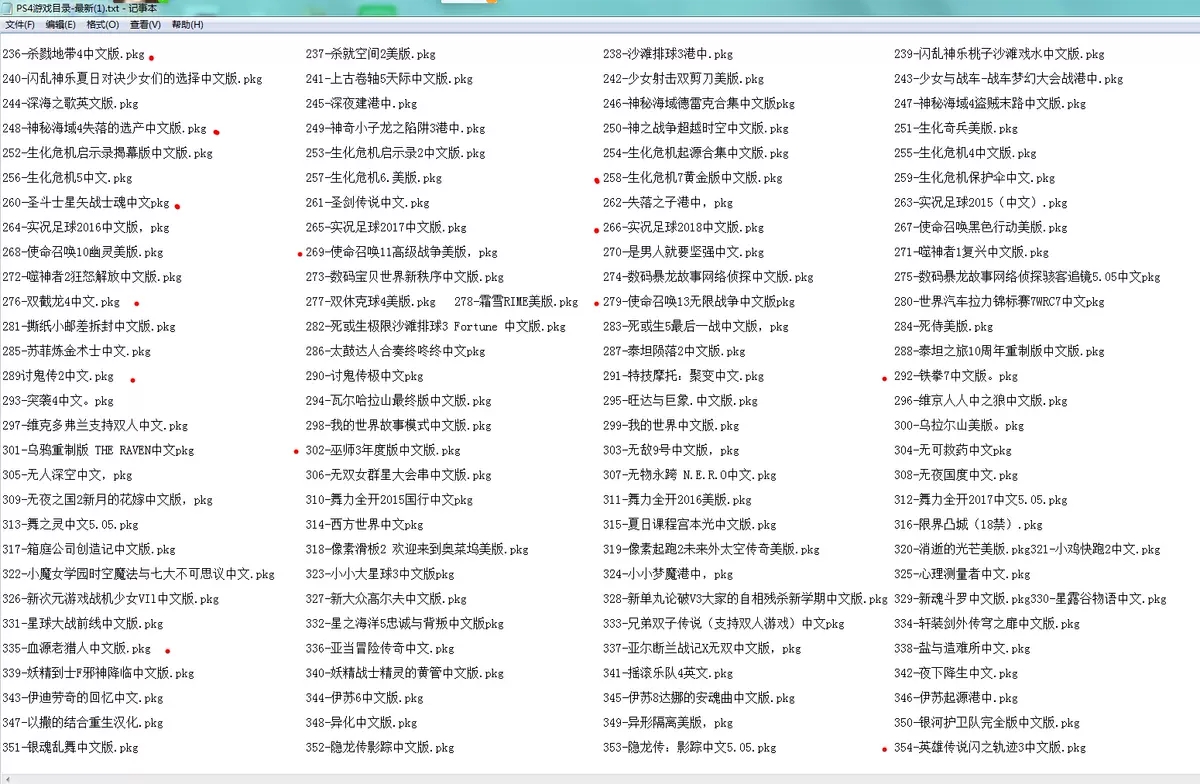 PS4游戏目录-最新(1).txt - 记事本
文件(F) 编辑(E) 格式(O) 查看(V) 帮助(H)
236-杀戮地带4中文版.pkg 237-杀就空间2美版.pkg 238-沙滩排球3港中.pkg 239-闪乱神乐桃子沙滩戏水中文版.pkg
240-闪乱神乐夏日对决少女们的选择中文版.pkg 241-上古卷轴5天际中文版.pkg 242-少女射击双剪刀美版.pkg 243-少女与战车-战车梦幻大会战港中.pkg
244-深海之歌英文版.pkg 245-深夜建港中.pkg 246-神秘海域德雷克合集中文版pkg 247-神秘海域4盗贼末路中文版.pkg
248-神秘海域4失落的选产中文版.pkg 249-神奇小子龙之陷阱3港中.pkg 250-神之战争超越时空中文版.pkg 251-生化奇兵美版.pkg
252-生化危机启示录揭幕版中文版.pkg 253-生化危机启示录2中文版.pkg 254-生化危机起源合集中文版.pkg 255-生化危机4中文版.pkg
256-生化危机5中文.pkg 257-生化危机6.美版.pkg 258-生化危机7黄金版中文版.pkg 259-生化危机保护伞中文.pkg
260-圣斗士星矢战士魂中文pkg 261-圣剑传说中文.pkg 262-失落之子港中，pkg 263-实况足球2015（中文）.pkg
264-实况足球2016中文版，pkg 265-实况足球2017中文版.pkg 266-实况足球2018中文版.pkg 267-使命召唤黑色行动美版.pkg
268-使命召唤10幽灵美版.pkg 269-使命召唤11高级战争美版，pkg 270-是男人就要坚强中文.pkg 271-噬神者1复兴中文版.pkg
272-噬神者2狂怒解放中文版.pkg 273-数码宝贝世界新秩序中文版.pkg 274-数码暴龙故事网络侦探中文版.pkg 275-数码暴龙故事网络侦探骇客追镜5.05中文pkg
276-双截龙4中文.pkg 277-双休克球4美版.pkg 278-霜雪RIME美版.pkg 279-使命召唤13无限战争中文版pkg 280-世界汽车拉力锦标赛7WRC7中文pkg
281-撕纸小邮差拆封中文版.pkg 282-死或生极限沙滩排球3 Fortune 中文版.pkg 283-死或生5最后一战中文版，pkg 284-死侍美版.pkg
285-苏菲炼金术士中文.pkg 286-太鼓达人合奏终咚终中文pkg 287-泰坦陨落2中文版.pkg 288-泰坦之旅10周年重制版中文版.pkg
289讨鬼传2中文.pkg 290-讨鬼传极中文pkg 291-特技摩托：聚变中文.pkg 292-铁拳7中文版。pkg
293-突袭4中文。pkg 294-瓦尔哈拉山最终版中文版.pkg 295-旺达与巨象.中文版.pkg 296-维京人人中之狼中文版.pkg
297-维克多弗兰支持双人中文.pkg 298-我的世界故事模式中文版.pkg 299-我的世界中文版.pkg 300-乌拉尔山美版。pkg
301-乌鸦重制版 THE RAVEN中文pkg 302-巫师3年度版中文版.pkg 303-无敌9号中文版，pkg 304-无可救药中文pkg
305-无人深空中文，pkg 306-无双女群星大会串中文版.pkg 307-无物永跨 N.E.R.O中文.pkg 308-无夜国度中文.pkg
309-无夜之国2新月的花嫁中文版，pkg 310-舞力全开2015国行中文pkg 311-舞力全开2016美版.pkg 312-舞力全开2017中文5.05.pkg
313-舞之灵中文5.05.pkg 314-西方世界中文pkg 315-夏日课程宫本光中文版.pkg 316-限界凸城（18禁）.pkg
317-箱庭公司创造记中文版.pkg 318-像素滑板2 欢迎来到奥菜坞美版.pkg 319-像素起跑2未来外太空传奇美版.pkg 320-消逝的光芒美版.pkg321-小鸡快跑2中文.pkg
322-小魔女学园时空魔法与七大不可思议中文.pkg 323-小小大星球3中文版pkg 324-小小梦魇港中，pkg 325-心理测量者中文.pkg
326-新次元游戏战机少女VI1中文版.pkg 327-新大众高尔夫中文版.pkg 328-新单丸论破V3大家的自相残杀新学期中文版.pkg 329-新魂斗罗中文版.pkg330-星露谷物语中文.pkg
331-星球大战前线中文版.pkg 332-星之海洋5忠诚与背叛中文版pkg 333-兄弟双子传说（支持双人游戏）中文pkg 334-轩装剑外传穹之扉中文版.pkg
335-血源老猎人中文版.pkg 336-亚当冒险传奇中文.pkg 337-亚尔断兰战记X无双中文版，pkg 338-盐与造难所中文.pkg
339-妖精到士F邪神降临中文版.pkg 340-妖精战士精灵的黄管中文版.pkg 341-摇滚乐队4英文.pkg 342-夜下降生中文.pkg
343-伊迪劳奇的回忆中文.pkg 344-伊苏6中文版.pkg 345-伊苏8达娜的安魂曲中文版.pkg 346-伊苏起源港中.pkg
347-以撒的结合重生汉化.pkg 348-异化中文版.pkg 349-异形隔离美版，pkg 350-银河护卫队完全版中文版.pkg
351-银魂乱舞中文版.pkg 352-隐龙传影踪中文版.pkg 353-隐龙传：影踪中文5.05.pkg 354-英雄传说闪之轨迹3中文版.pkg